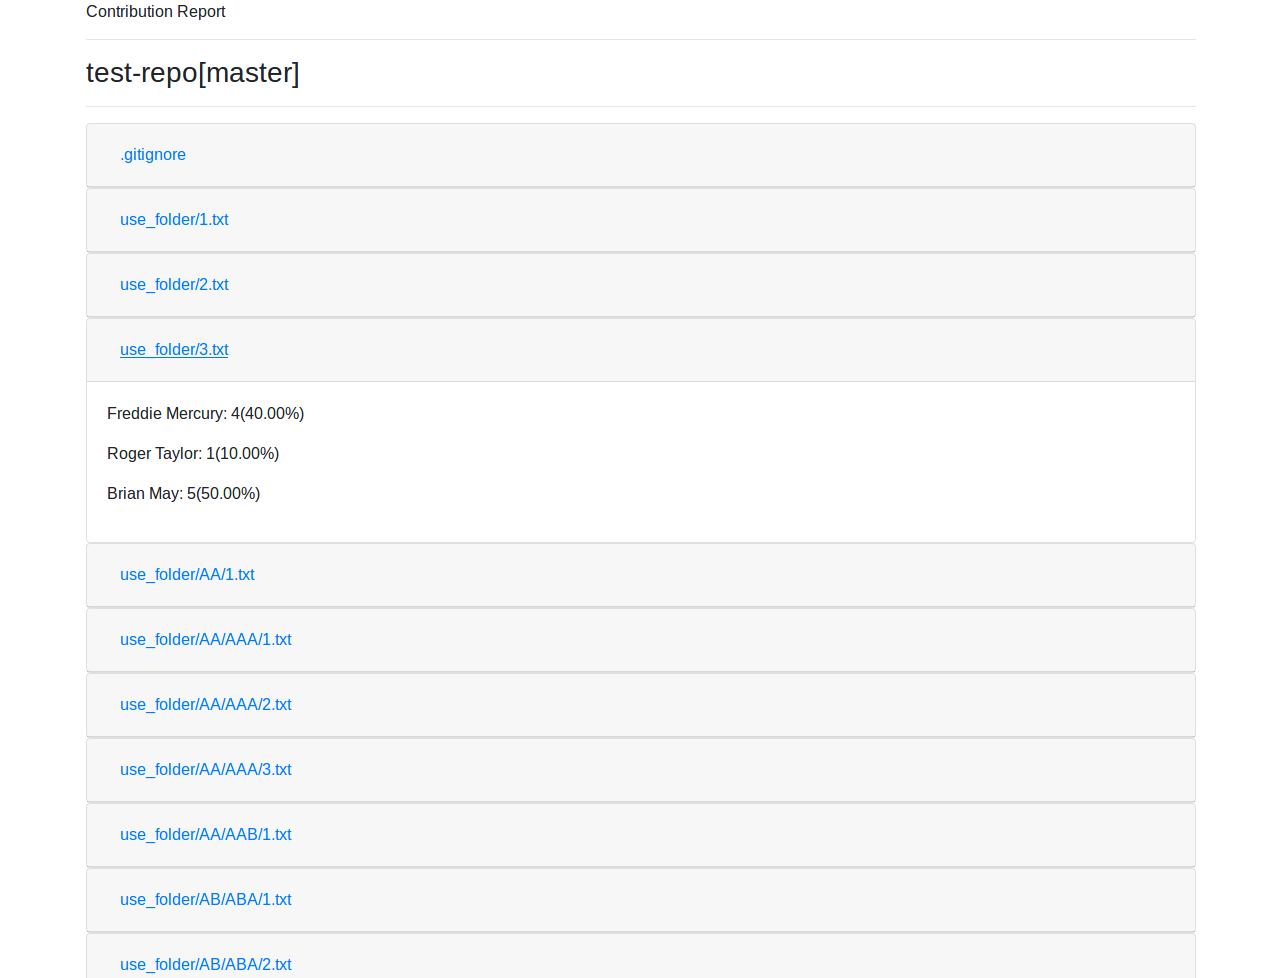 Contribution Report
test-repo[master]
.gitignore
use_folder/1.txt
use_folder/2.txt
use_folder/3.txt
Freddie Mercury: 4(40.00%)
Roger Taylor: 1(10.00%)
Brian May: 5(50.00%)
use_folder/AA/1.txt
use_folder/AA/AAA/1.txt
use_folder/AA/AAA/2.txt
use_folder/AA/AAA/3.txt
use_folder/AA/AAB/1.txt
use_folder/AB/ABA/1.txt
use_folder/AB/ABA/2.txt